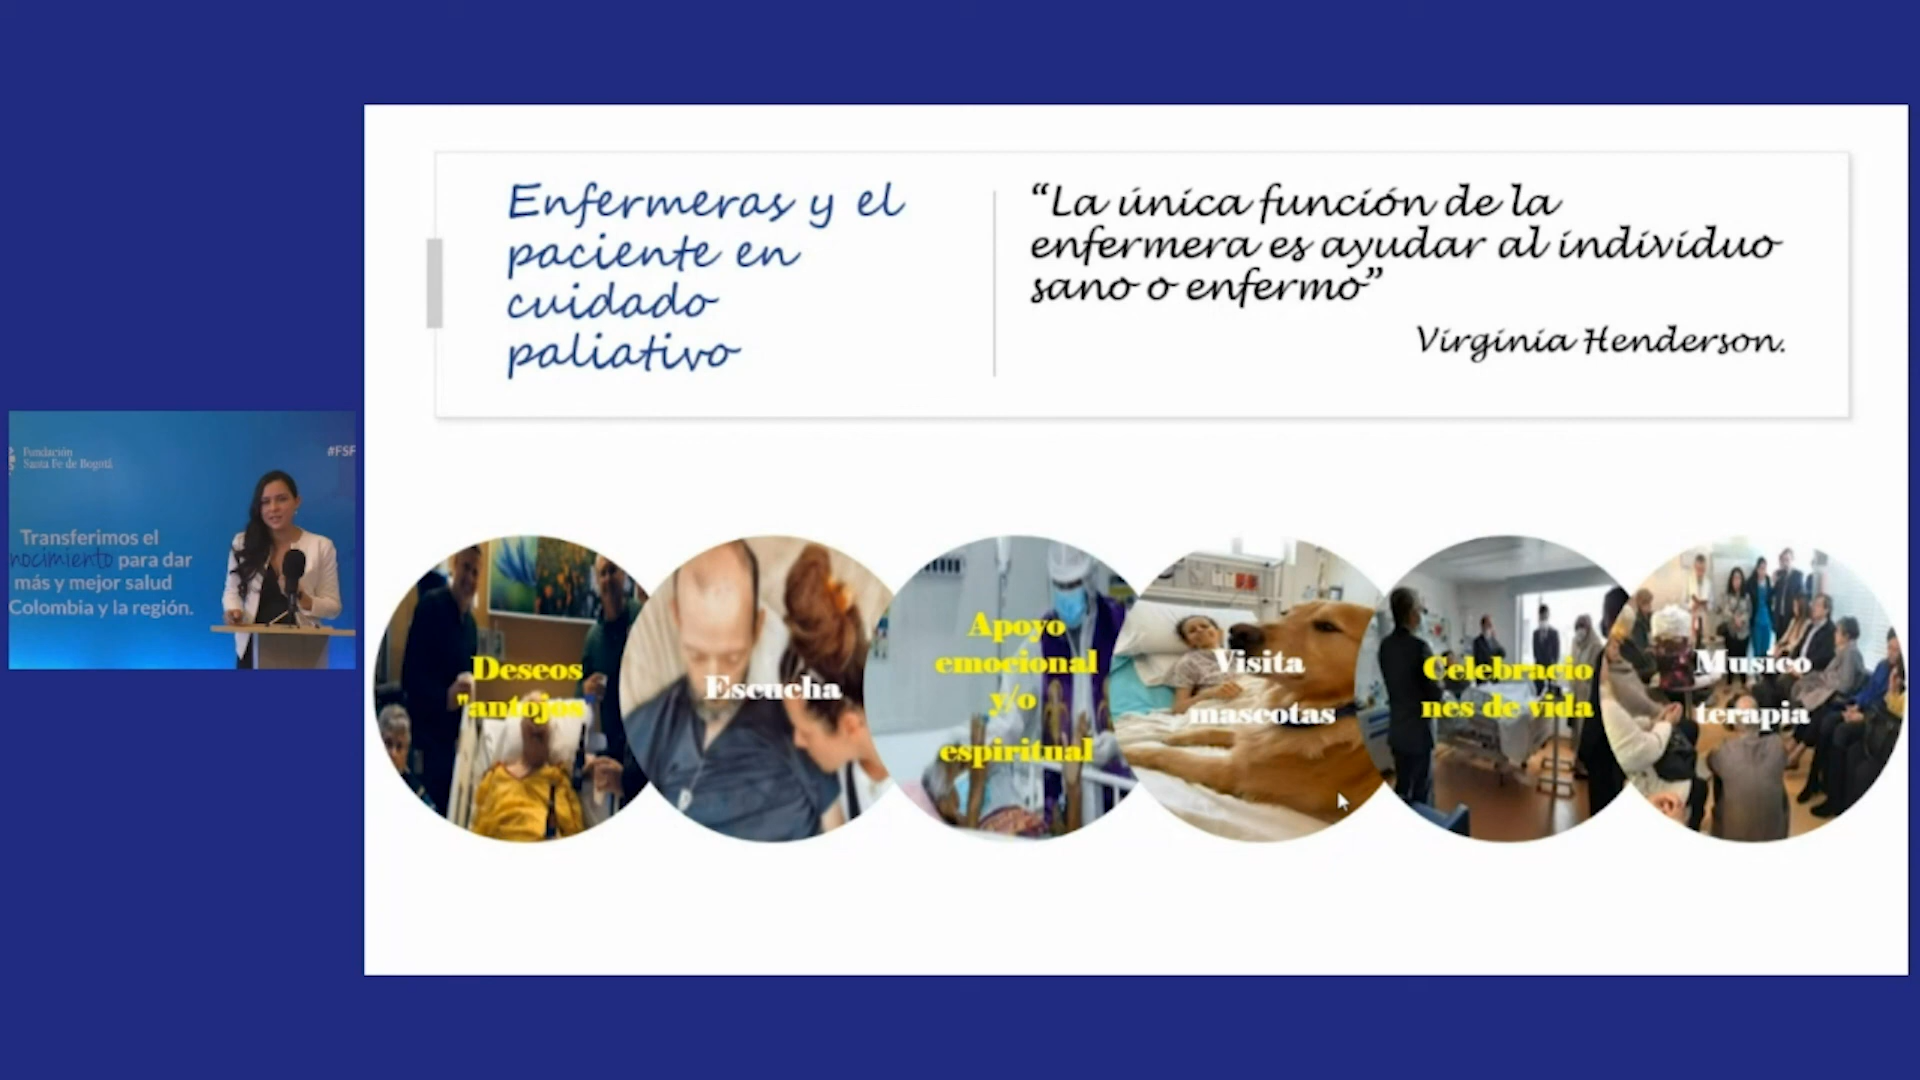 Enfermeras y el
paciente en
cuidado
paliativo
“La única función de la
enfermera es ayudar al individuo
sano o enfermo”
Virginia Henderson.
Fundación
Santa Fe de Bogotá
#FSF
Transferimos el
nocimiento para dar
más y mejor salud
Colombia y la región.
Deseos
"antojos
Escucha
Apoyo
emocional
y/o
espiritual
Visita
mascotas
Celebracio
nes de vida
Musico
terapia